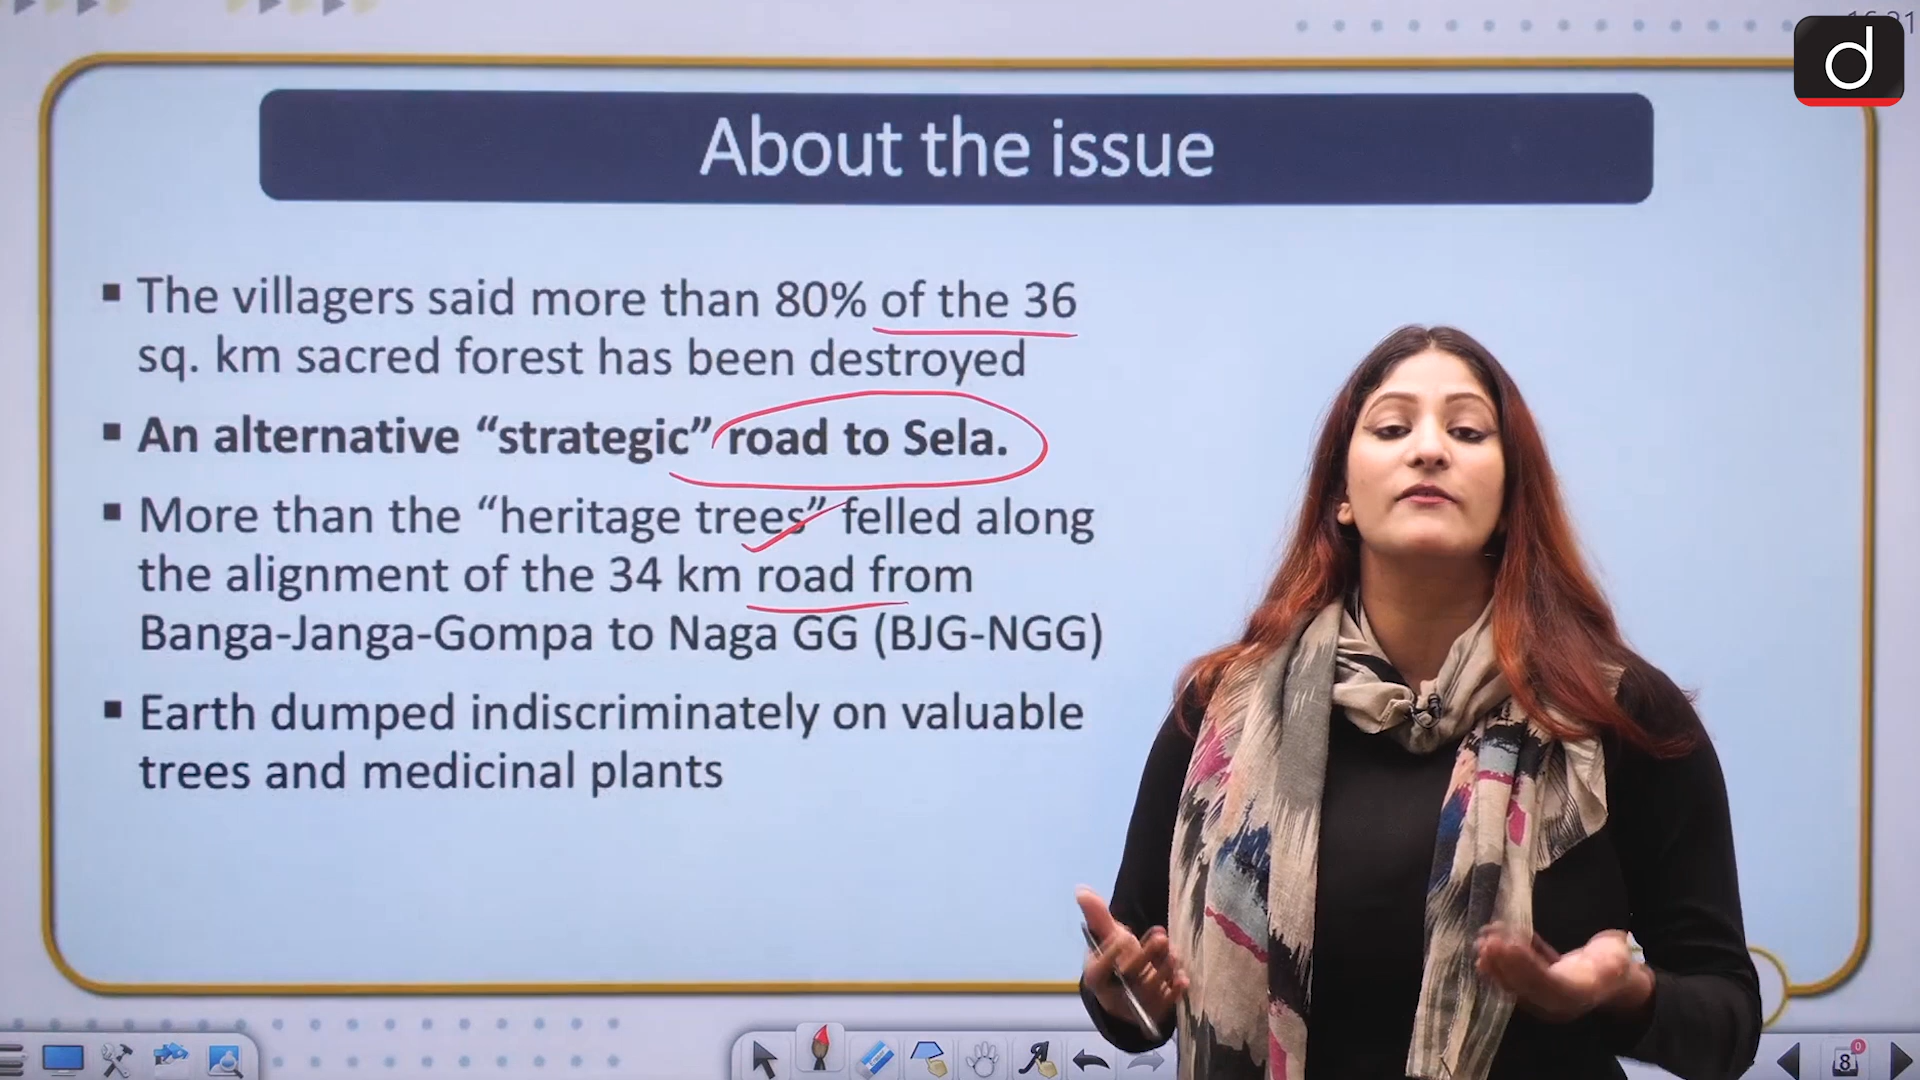 d
About the issue
▪ The villagers said more than 80% of the 36
sq. km sacred forest has been destroyed
▪ An alternative “strategic” road to Sela.
▪ More than the “heritage trees” felled along
the alignment of the 34 km road from
Banga-Janga-Gompa to Naga GG (BJG-NGG)
▪ Earth dumped indiscriminately on valuable
trees and medicinal plants
8
0